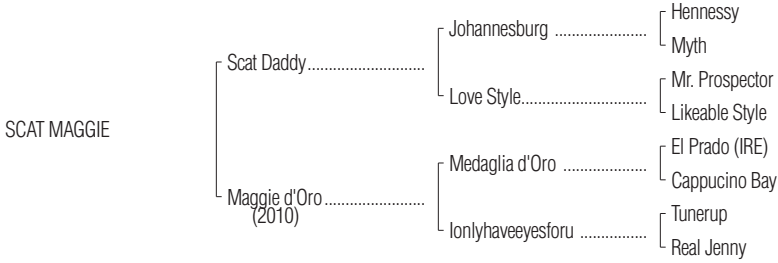 Hennessy
Johannesburg ..................
Myth
Scat Daddy.......................
Mr. Prospector
Love Style.........................
Likeable Style
SCAT MAGGIE
El Prado (IRE)
Medaglia d'Oro ................
Cappucino Bay
Maggie d'Oro....................
(2010)
Tunerup
Ionlyhaveeyesforu .............
Real Jenny